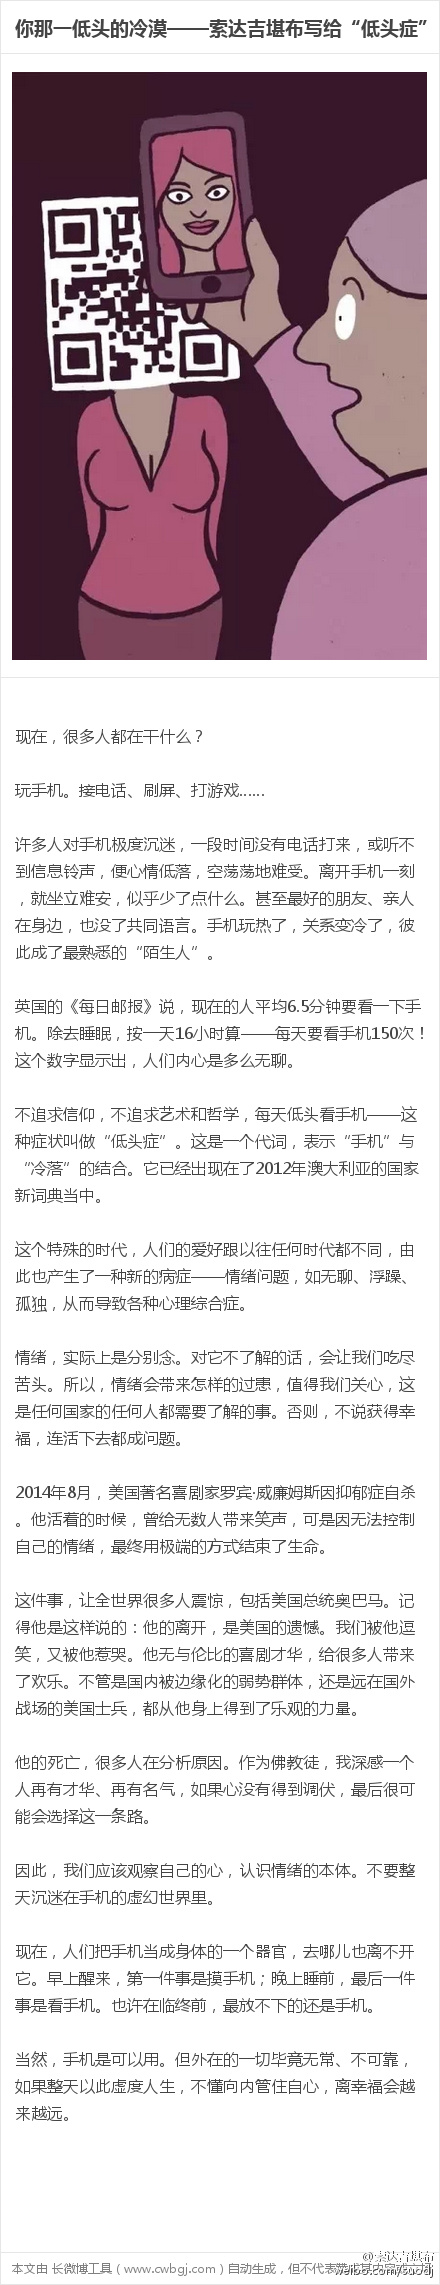 你那一低头的冷漠——索达吉堪布写给“低头症”
现在，很多人都在干什么？
玩手机。接电话、刷屏、打游戏......
许多人对手机极度沉迷，一段时间没有电话打来，或听不
到信息铃声，便心情低落，空荡荡地难受。离开手机一刻
，就坐立难安，似乎少了点什么。甚至最好的朋友、亲人
在身边，也没了共同语言。手机玩热了，关系变冷了，彼
此成了最熟悉的“陌生人”。
英国的《每日邮报》说，现在的人平均6.5分钟要看一下手
机。除去睡眠，按一天16小时算——每天要看手机150次！
这个数字显示出，人们内心是多么无聊。
不追求信仰，不追求艺术和哲学，每天低头看手机——这
种症状叫做“低头症”。这是一个代词，表示“手机”与
“冷落”的结合。它已经出现在了2012年澳大利亚的国家
新词典当中。
这个特殊的时代，人们的爱好跟以往任何时代都不同，由
此也产生了一种新的病症——情绪问题，如无聊、浮躁、
孤独，从而导致各种心理综合症。
情绪，实际上是分别念。对它不了解的话，会让我们吃尽
苦头。所以，情绪会带来怎样的过患，值得我们关心，这
是任何国家的任何人都需要了解的事。否则，不说获得幸
福，连活下去都成问题。
2014年8月，美国著名喜剧家罗宾·威廉姆斯因抑郁症自杀
。他活着的时候，曾给无数人带来笑声，可是因无法控制
自己的情绪，最终用极端的方式结束了生命。
这件事，让全世界很多人震惊，包括美国总统奥巴马。记
得他是这样说的：他的离开，是美国的遗憾。我们被他逗
笑，又被他惹哭。他无与伦比的喜剧才华，给很多人带来
了欢乐。不管是国内被边缘化的弱势群体，还是远在国外
战场的美国士兵，都从他身上得到了乐观的力量。
他的死亡，很多人在分析原因。作为佛教徒，我深感一个
人再有才华、再有名气，如果心没有得到调伏，最后很可
能会选择这一条路。
因此，我们应该观察自己的心，认识情绪的本体。不要整
天沉迷在手机的虚幻世界里。
现在，人们把手机当成身体的一个器官，去哪儿也离不开
它。早上醒来，第一件事是摸手机；晚上睡前，最后一件
事是看手机。也许在临终前，最放不下的还是手机。
当然，手机是可以用。但外在的一切毕竟无常、不可靠，
如果整天以此虚度人生，不懂向内管住自心，离幸福会越
来越远。
@索达吉堪布
本文由 长微博工具（www.cwbgj.com）自动生成，但不代表赞成其内容或立场
weibo.com/suodj